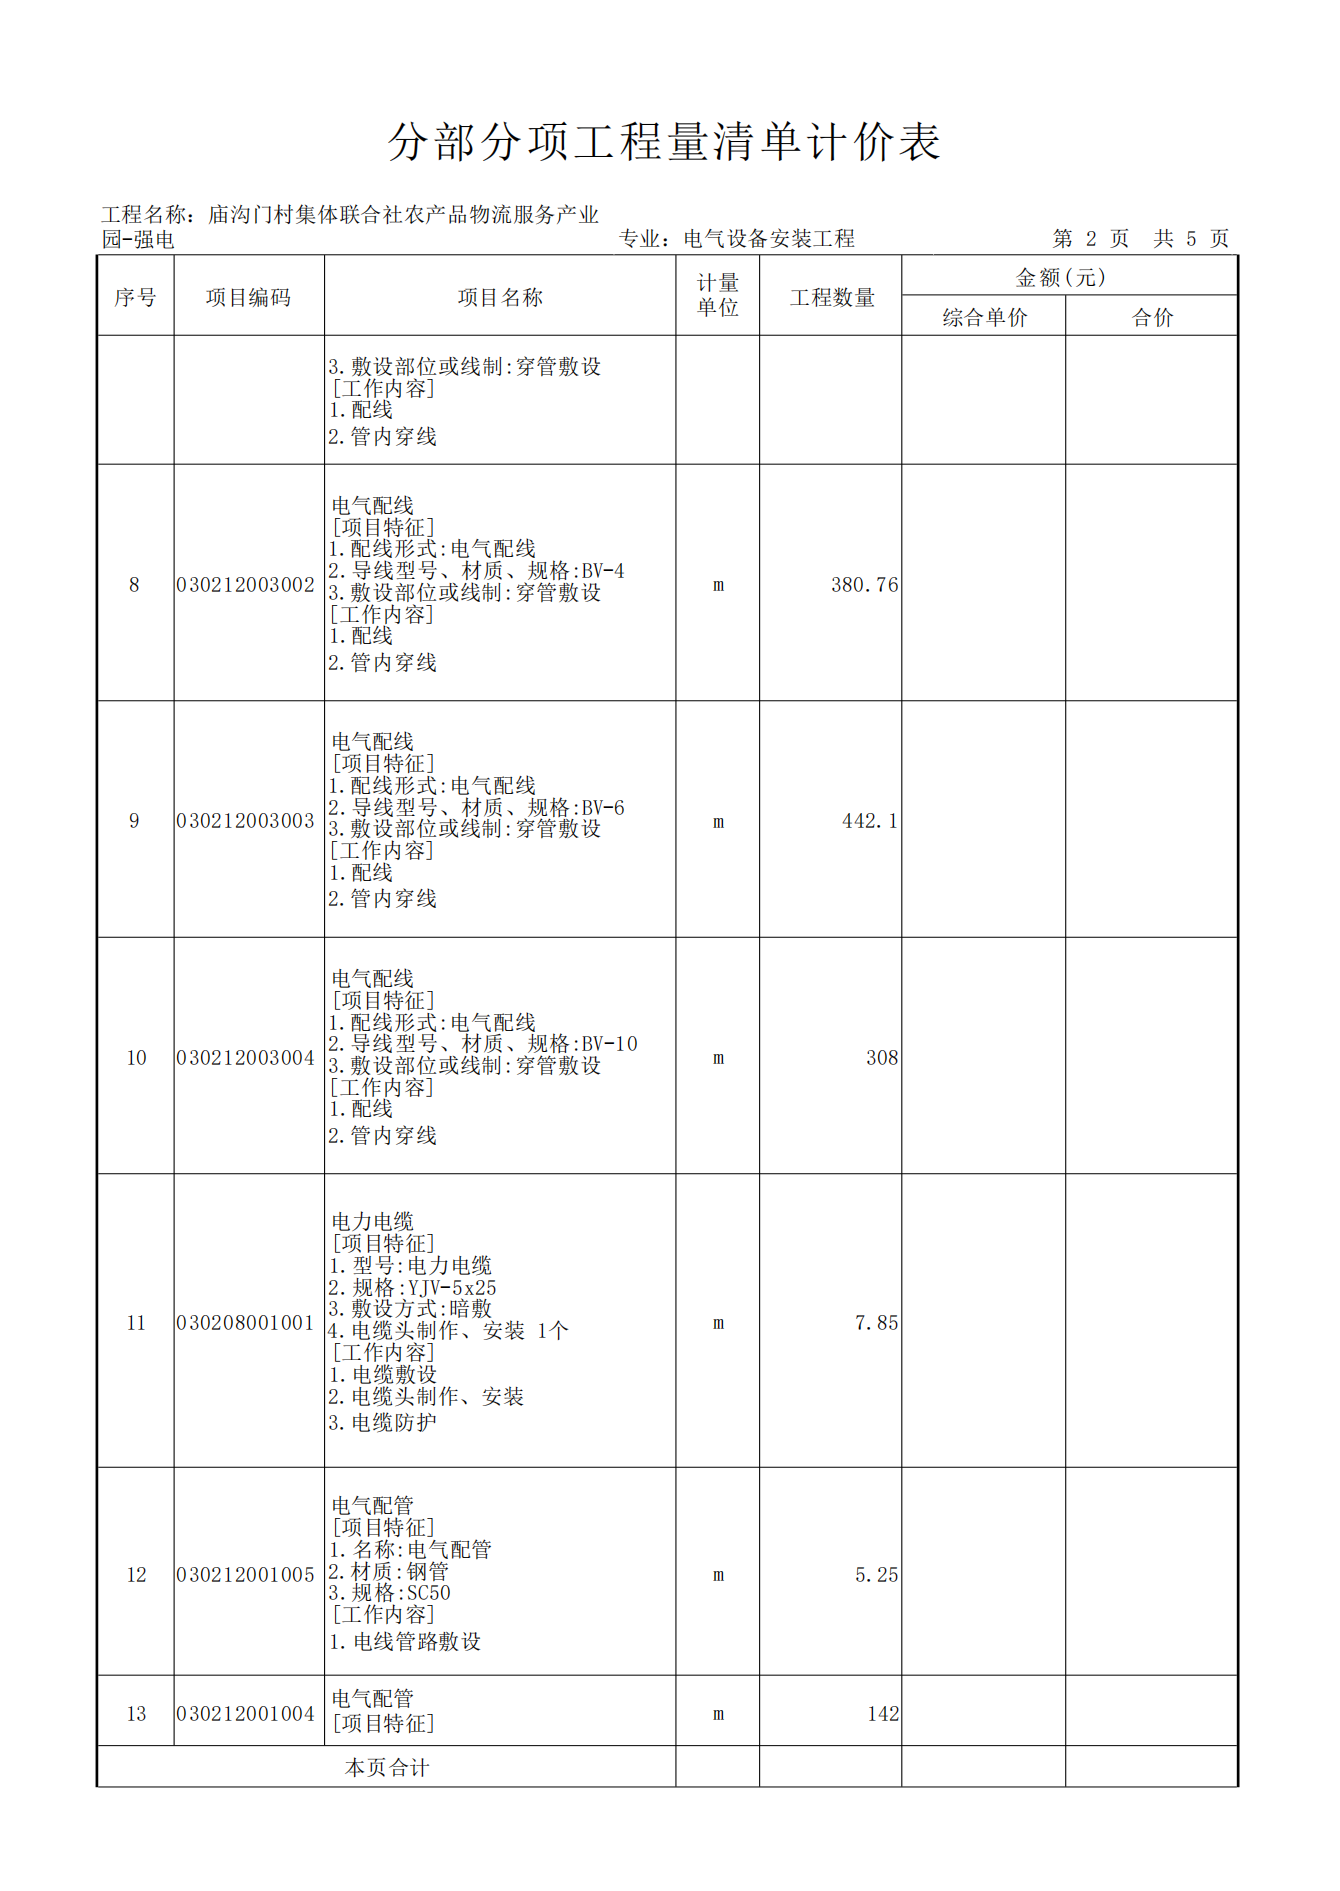 分部分项工程量清单计价表
工程名称：庙沟门村集体联合社农产品物流服务产业
园-强电
专业：电气设备安装工程
第 2 页 共 5 页
序号
项目编码
项目名称
计量
单位
工程数量
金额(元)
综合单价
合价
3.敷设部位或线制:穿管敷设
[工作内容]
1.配线
2.管内穿线
8
030212003002
电气配线
[项目特征]
1.配线形式:电气配线
2.导线型号、材质、规格:BV-4
3.敷设部位或线制:穿管敷设
[工作内容]
1.配线
2.管内穿线
m
380.76
9
030212003003
电气配线
[项目特征]
1.配线形式:电气配线
2.导线型号、材质、规格:BV-6
3.敷设部位或线制:穿管敷设
[工作内容]
1.配线
2.管内穿线
m
442.1
10
030212003004
电气配线
[项目特征]
1.配线形式:电气配线
2.导线型号、材质、规格:BV-10
3.敷设部位或线制:穿管敷设
[工作内容]
1.配线
2.管内穿线
m
308
11
030208001001
电力电缆
[项目特征]
1.型号:电力电缆
2.规格:YJV-5x25
3.敷设方式:暗敷
4.电缆头制作、安装 1个
[工作内容]
1.电缆敷设
2.电缆头制作、安装
3.电缆防护
m
7.85
12
030212001005
电气配管
[项目特征]
1.名称:电气配管
2.材质:钢管
3.规格:SC50
[工作内容]
1.电线管路敷设
m
5.25
13
030212001004
电气配管
[项目特征]
m
142
本页合计